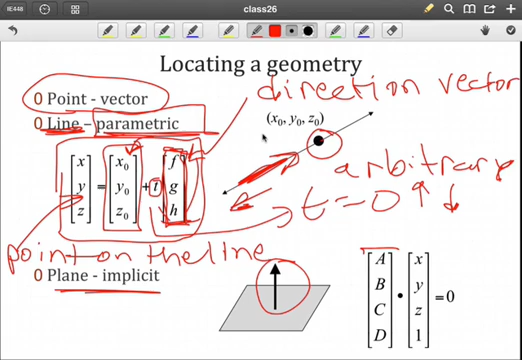 IE448
class26
Locating a geometry
direction vector
O Point - vector
O Line – parametric
(x0, y0, z0)
[x y z] = [x0 y0 z0] + t [f g h]
arbitrary
t = 0 ↑ ↓
point on the line
O Plane - implicit
[A B C D] • [x y z 1] = 0